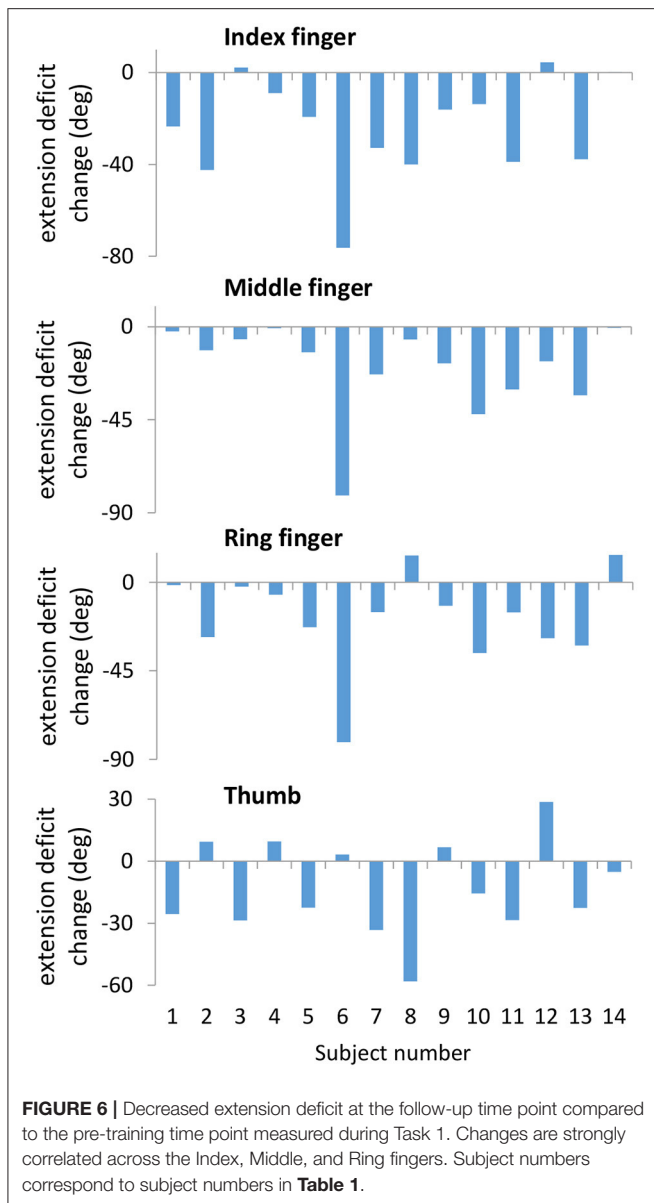 Index finger
0
-40
-80
extension deficit
change (deg)
Middle finger
0
-45
-90
extension deficit
change (deg)
Ring finger
0
-45
-90
extension deficit
change (deg)
Thumb
30
0
-30
-60
extension deficit
change (deg)
1 2 3 4 5 6 7 8 9 10 11 12 13 14
Subject number
FIGURE 6 | Decreased extension deficit at the follow-up time point compared
to the pre-training time point measured during Task 1. Changes are strongly
correlated across the Index, Middle, and Ring fingers. Subject numbers
correspond to subject numbers in Table 1.